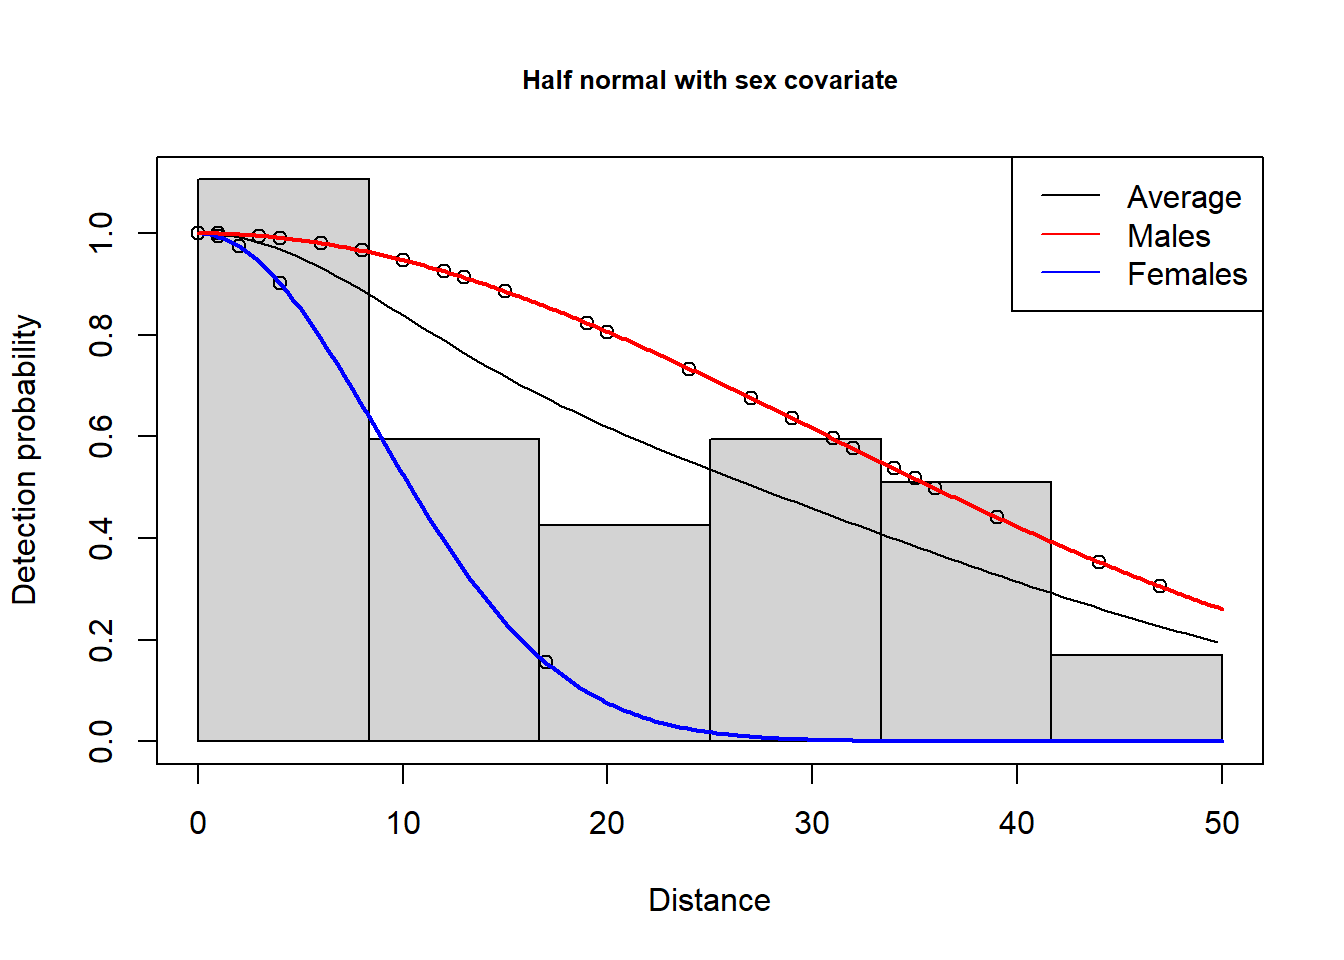 Half normal with sex covariate
Average
Males
Females
Detection probability
1.0
0.8
0.6
0.4
0.2
0.0
0 10 20 30 40 50
Distance